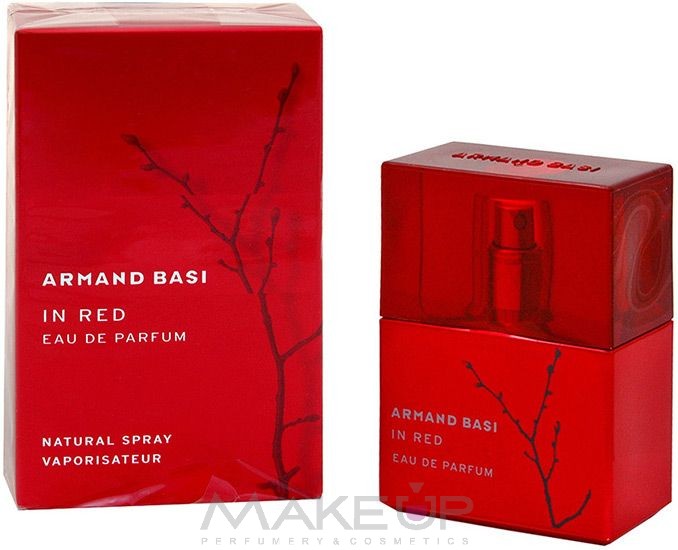 ARMAND BASI
IN RED
EAU DE PARFUM
NATURAL SPRAY
VAPORISATEUR
ARMAND BASI
ARMAND BASI
IN RED
EAU DE PARFUM
MAKEUP
PERFUMERY & COSMETICS